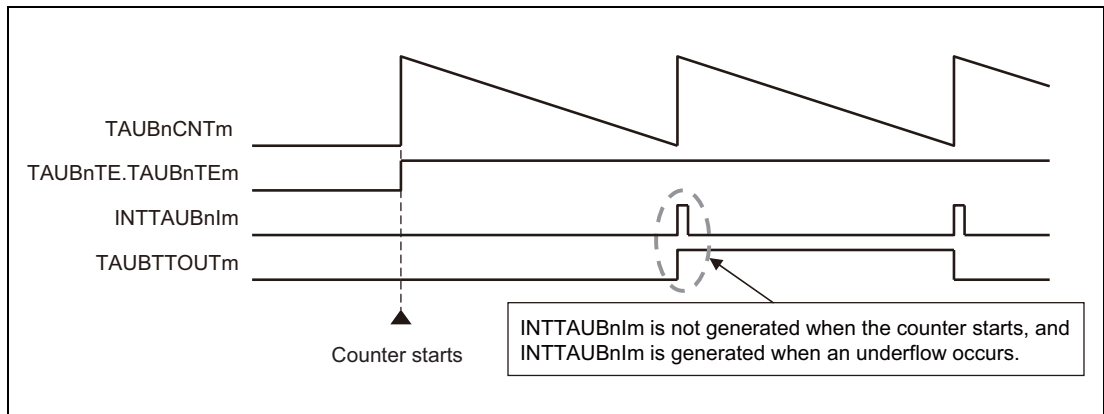 TAUBnCNTm
TAUBnTE.TAUBnTEm
INTTAUBnIm
TAUBTTOUTm
Counter starts
INTTAUBnIm is not generated when the counter starts, and
INTTAUBnIm is generated when an underflow occurs.